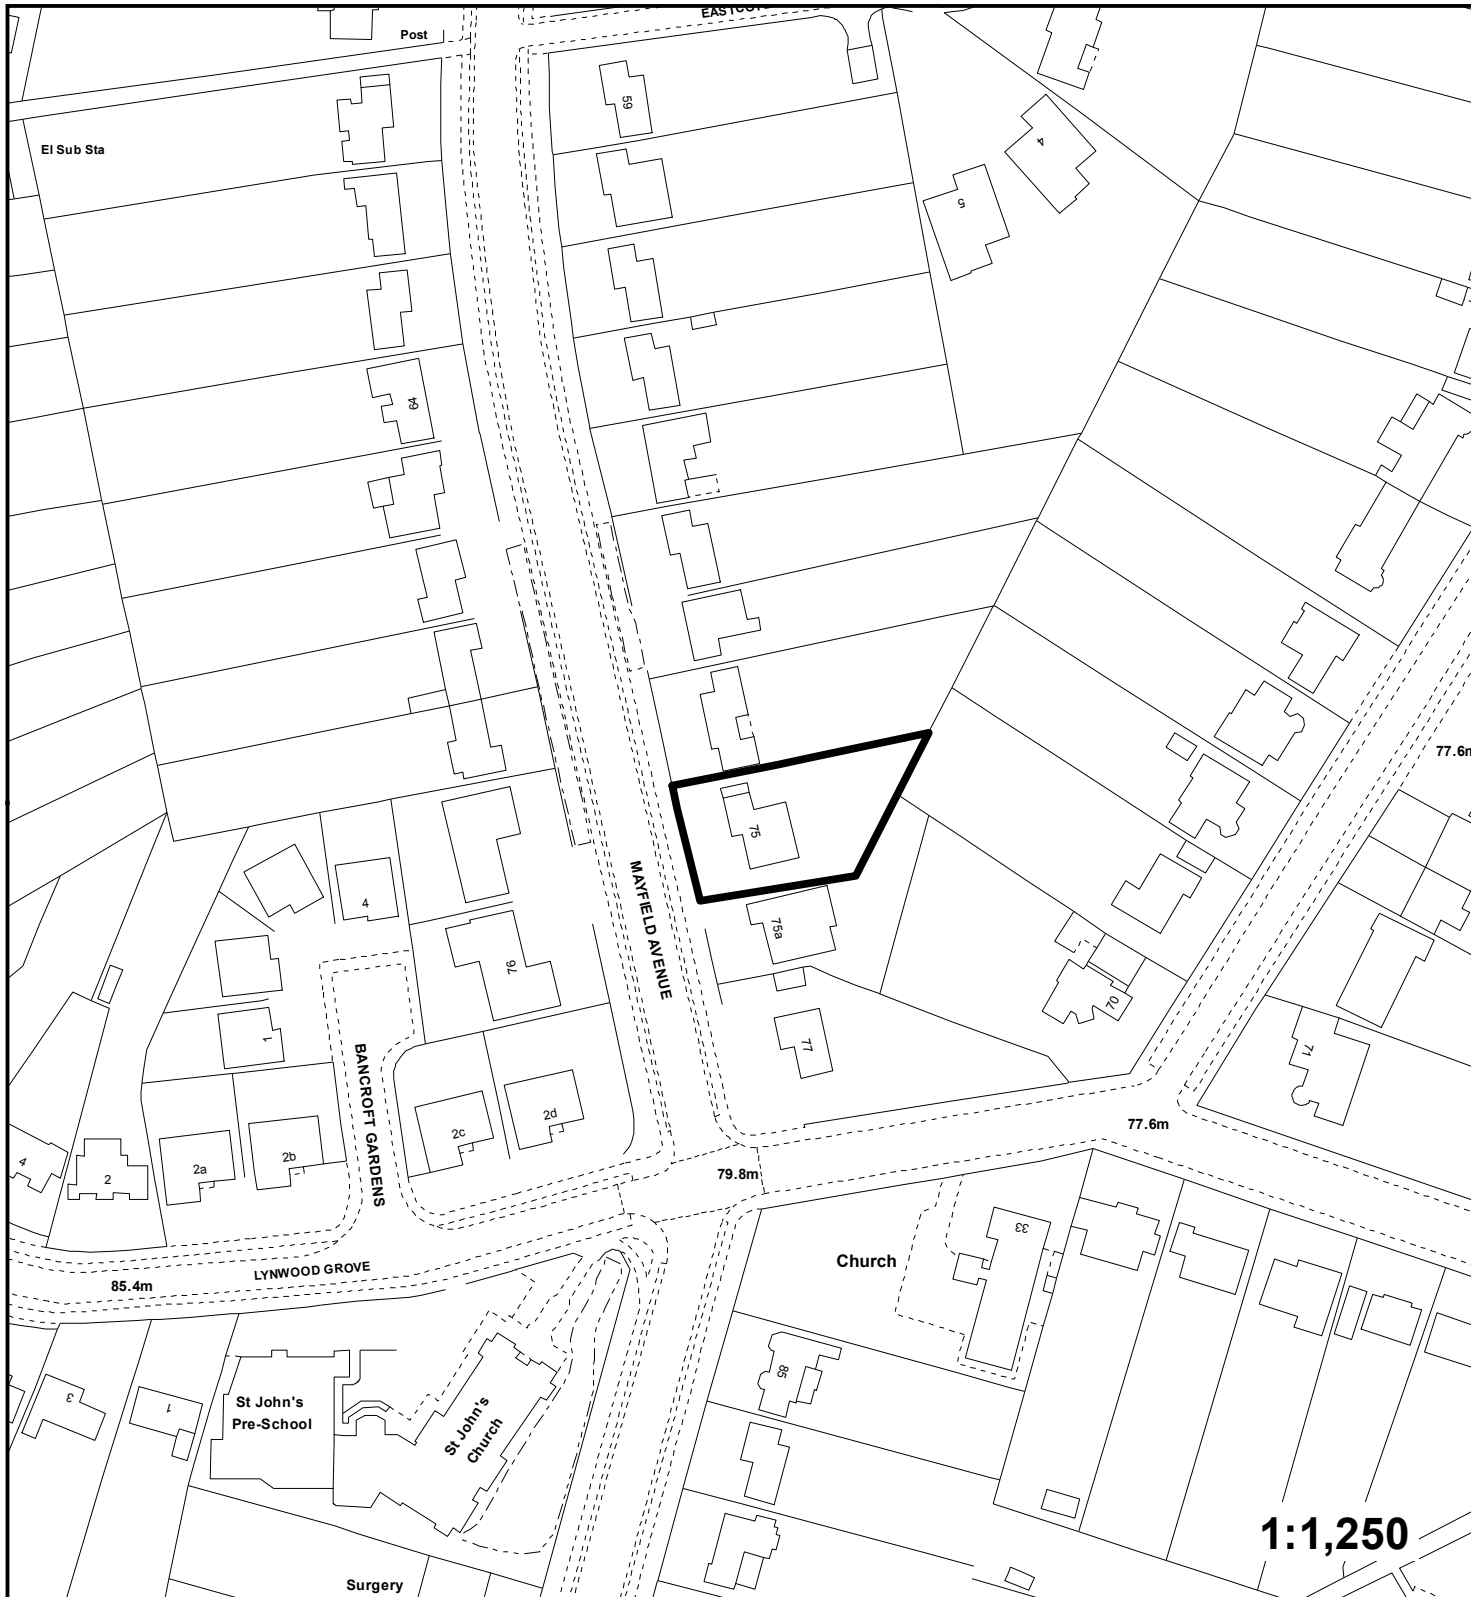 EASTCOTE
Post
59
El Sub Sta
4
5
64
77.6m
75
MAYFIELD AVENUE
4
75a
76
70
1
77
71
BANCROFT GARDENS
2d
2c
77.6m
4
2
2a
2b
79.8m
33
Church
LYNWOOD GROVE
85.4m
85
3
1
St John's
Pre-School
St John's
Church
1:1,250
Surgery